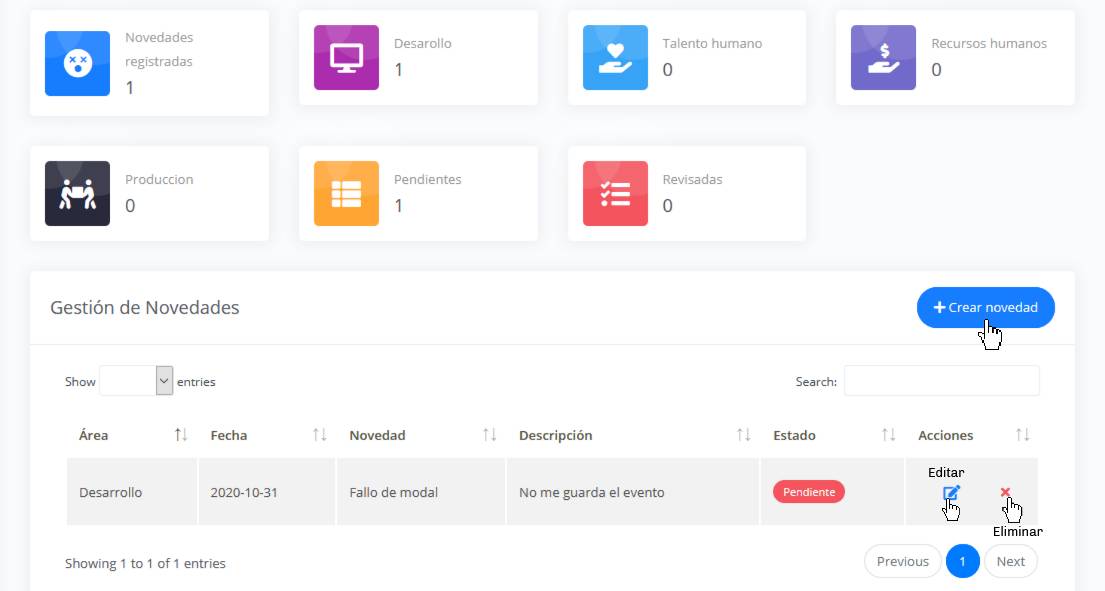 Novedades
registradas
1
Desarollo
1
Talento humano
0
Recursos humanos
0
Produccion
0
Pendientes
1
Revisadas
0
Gestión de Novedades
Crear novedad
Show entries
Search:
Área Fecha Novedad Descripción Estado Acciones
Editar
Desarrollo 2020-10-31 Fallo de modal No me guarda el evento Pendiente
Eliminar
Showing 1 to 1 of 1 entries
Previous 1 Next